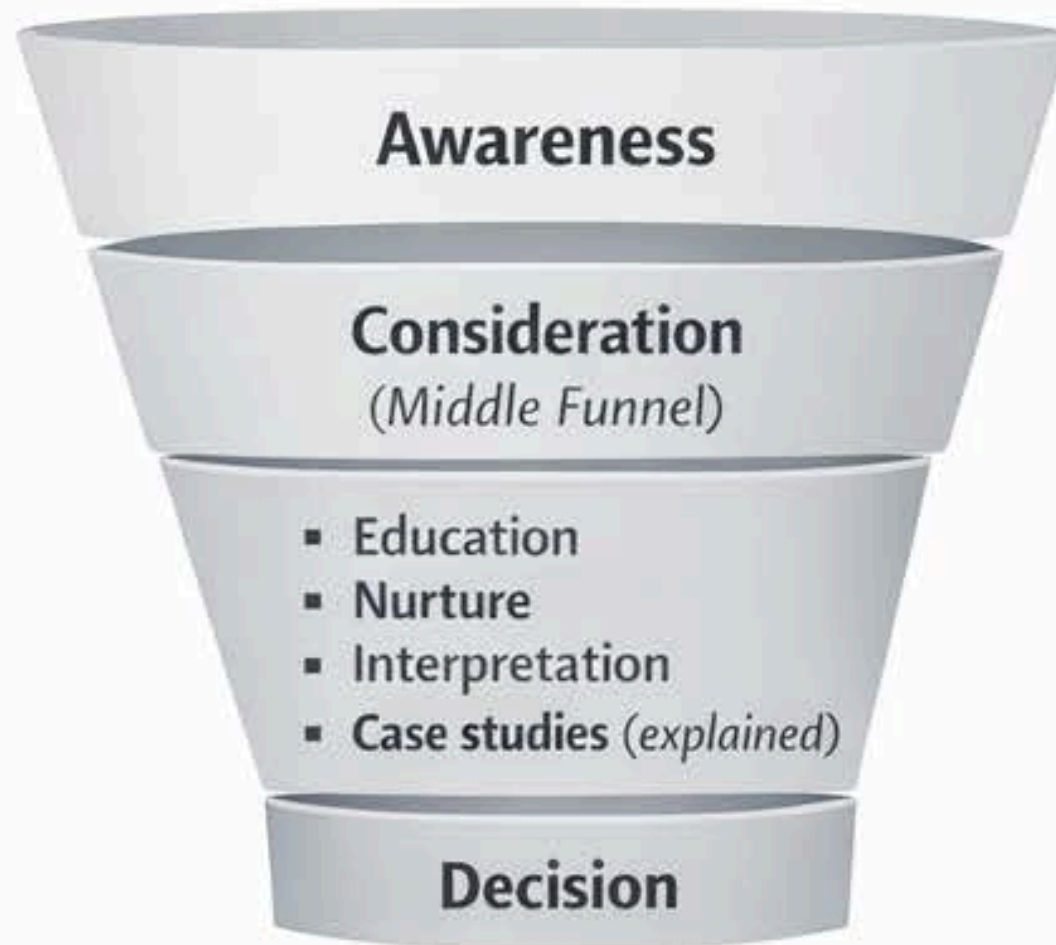 Awareness
Consideration
(Middle Funnel)
▪ Education
▪ Nurture
▪ Interpretation
▪ Case studies (explained)
Decision